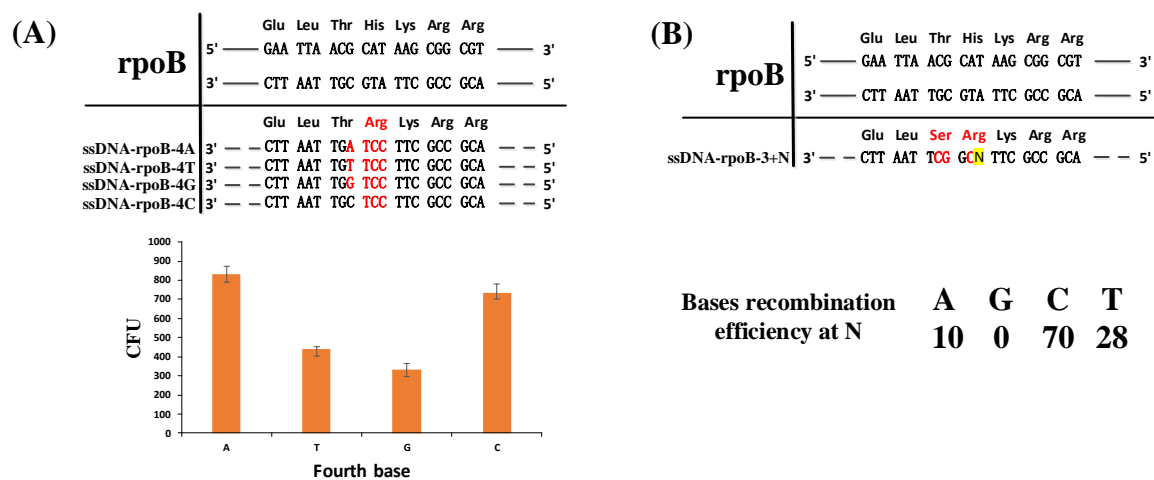 (A)
Glu Leu Thr His Lys Arg Arg
rpoB
5' GAA TTA ACG CAT AAG CGG CGT 3'
3' CTT AAT TGC GTA TTC GCC GCA 5'
Glu Leu Thr Arg Lys Arg Arg
ssDNA-rpoB-4A 3' CTT AAT TGA TCC TTC GCC GCA 5'
ssDNA-rpoB-4T 3' CTT AAT TGT TCC TTC GCC GCA 5'
ssDNA-rpoB-4G 3' CTT AAT TGG TCC TTC GCC GCA 5'
ssDNA-rpoB-4C 3' CTT AAT TGC TCC TTC GCC GCA 5'
1000
900
800
700
600
500
400
300
200
100
0
CFU
A T G C
Fourth base
(B)
Glu Leu Thr His Lys Arg Arg
rpoB
5' GAA TTA ACG CAT AAG CGG CGT 3'
3' CTT AAT TGC GTA TTC GCC GCA 5'
Glu Leu Ser Arg Lys Arg Arg
ssDNA-rpoB-3+N 3' CTT AAT TCG GCN TTC GCC GCA 5'
Bases recombination
efficiency at N
A G C T
10 0 70 28